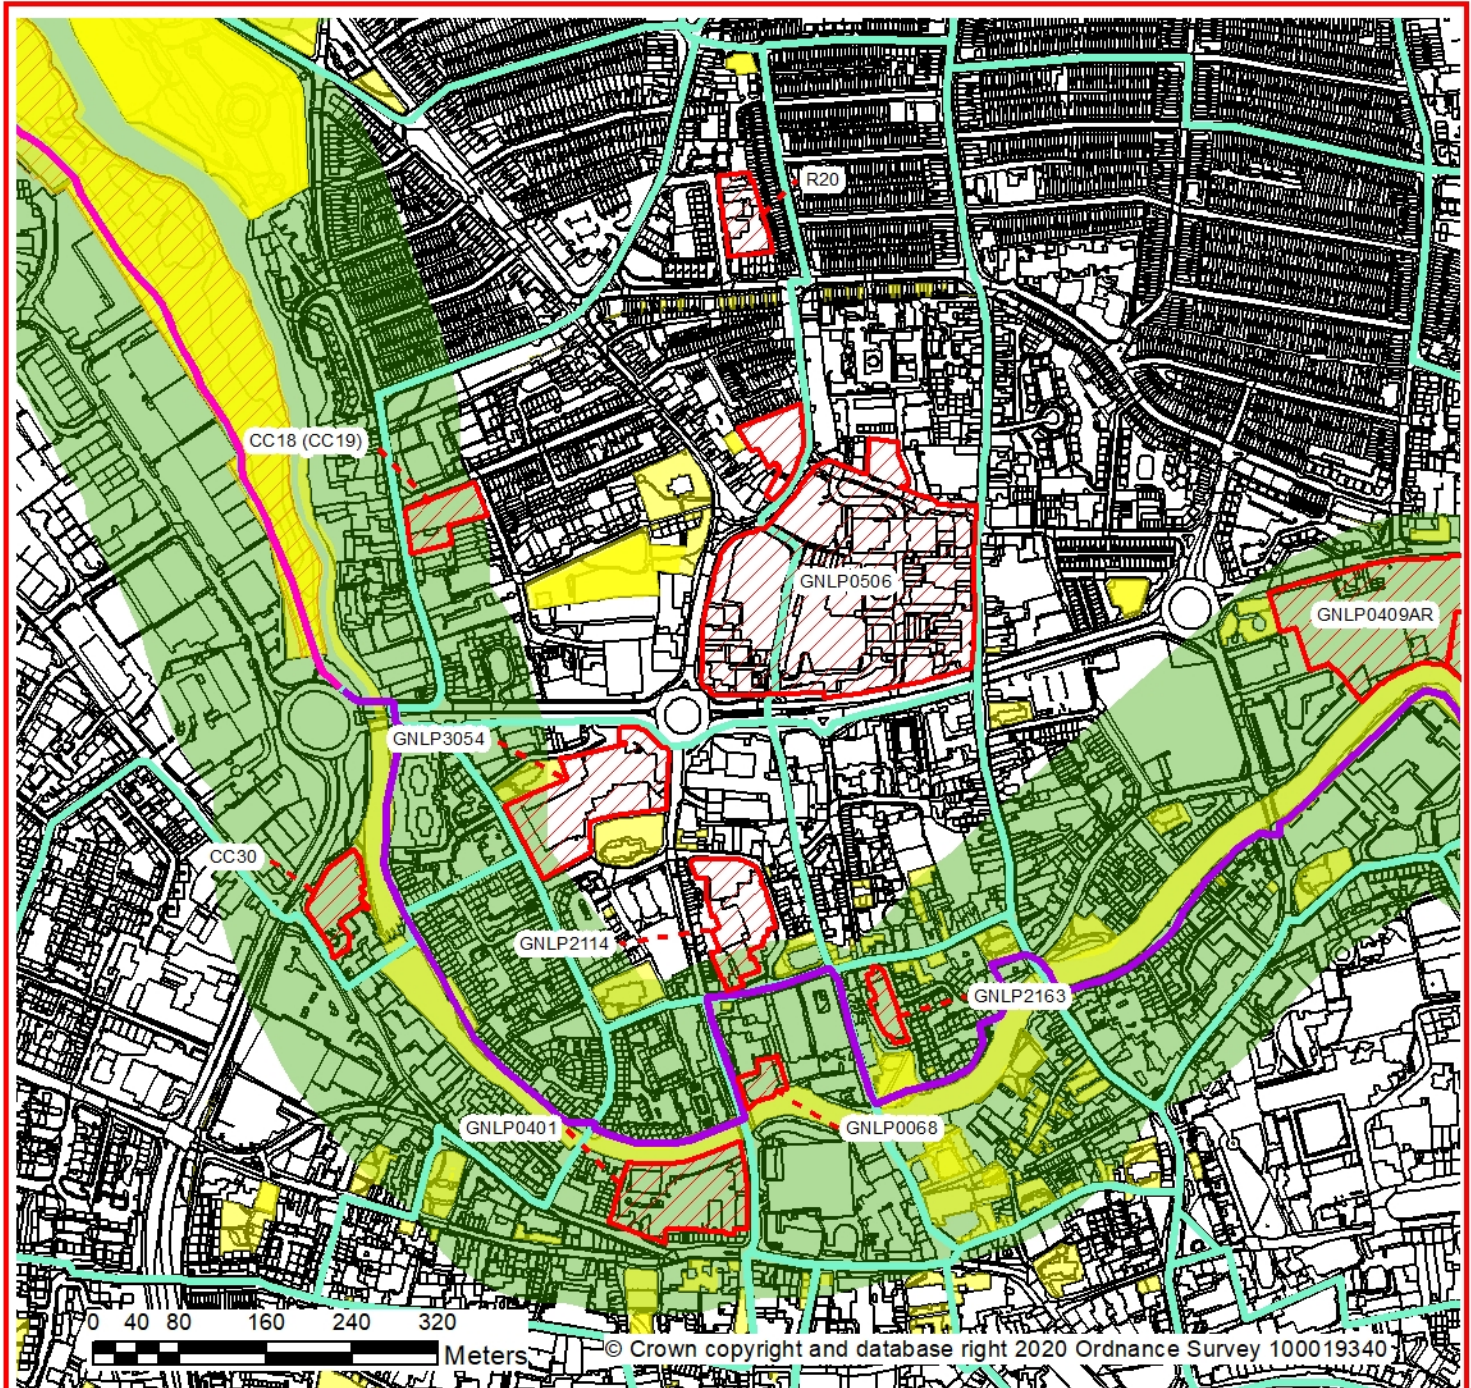 R20
CC18 (CC19)
GNLP0506
GNLP0409AR
GNLP3054
CC30
GNLP2114
GNLP2163
GNLP0401
GNLP0068
0 40 80 160 240 320
Meters
© Crown copyright and database right 2020 Ordnance Survey 100019340